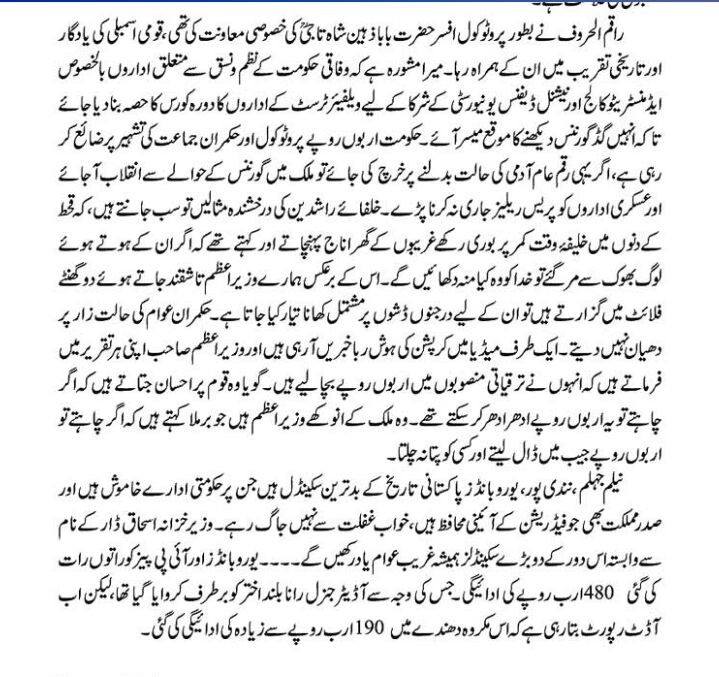 راقم الحروف نے بطور پروٹوکول افسر حضرت بابا ذہین شاہ تاجیؒ کی خصوصی معاونت کی تھی، قومی اسمبلی کی یادگار
اور تاریخی تقریب میں ان کے ہمراہ رہا۔ میرا مشورہ ہے کہ وفاقی حکومت کے نظم و نسق سے متعلق اداروں بالخصوص
ایڈمنسٹریٹو کالج اور نیشنل ڈیفنس یونیورسٹی کے شرکا کے لیے ویلفیئر ٹرسٹ کے اداروں کا دورہ کورس کا حصہ بنا دیا جائے
تاکہ انہیں گڈ گورننس دیکھنے کا موقع میسر آئے۔ حکومت اربوں روپے پروٹوکول اور حکمران جماعت کی تشہیر پر ضائع کر
رہی ہے، اگر یہی رقم عام آدمی کی حالت بدلنے پر خرچ کی جائے تو ملک میں گورننس کے حوالے سے انقلاب آ جائے
اور عسکری اداروں کو پریس ریلیز جاری نہ کرنا پڑے۔ خلفائے راشدین کی درخشندہ مثالیں تو سب جانتے ہیں، کہ قحط
کے دنوں میں خلیفۂ وقت کمر پر بوری رکھے غریبوں کے گھر اناج پہنچاتے اور کہتے تھے کہ اگر ان کے ہوتے ہوئے
لوگ بھوک سے مر گئے تو خدا کو وہ کیا منہ دکھائیں گے۔ اس کے برعکس ہمارے وزیراعظم تاشقند جاتے ہوئے دو گھنٹے
فلائٹ میں گزارتے ہیں تو ان کے لیے درجنوں ڈشوں پر مشتمل کھانا تیار کیا جاتا ہے۔ حکمران عوام کی حالت زار پر
دھیان نہیں دیتے۔ ایک طرف میڈیا میں کرپشن کی ہوش ربا خبریں آ رہی ہیں اور وزیراعظم صاحب اپنی ہر تقریر میں
فرماتے ہیں کہ انہوں نے ترقیاتی منصوبوں میں اربوں روپے بچا لیے ہیں۔ گویا وہ قوم پر احسان جتاتے ہیں کہ اگر
چاہتے تو یہ اربوں روپے ادھر ادھر کر سکتے تھے۔ وہ ملک کے انوکھے وزیراعظم ہیں جو برملا کہتے ہیں کہ اگر چاہتے تو
اربوں روپے جیب میں ڈال لیتے اور کسی کو پتا نہ چلتا۔
نیلم جہلم، نندی پور، یورو بانڈز پاکستانی تاریخ کے بدترین سکینڈل ہیں جن پر حکومتی ادارے خاموش ہیں اور
صدر مملکت بھی جو فیڈریشن کے آئینی محافظ ہیں، خواب غفلت سے نہیں جاگ رہے۔ وزیر خزانہ اسحاق ڈار کے نام
سے وابستہ اس دور کے دو بڑے سکینڈلز ہمیشہ غریب عوام یاد رکھیں گے۔۔۔۔ یورو بانڈز اور آئی پی پیز کو راتوں رات
کی گئی 480 ارب روپے کی ادائیگی۔ جس کی وجہ سے آڈیٹر جنرل رانا بلند اختر کو برطرف کروایا گیا تھا، لیکن اب
آڈٹ رپورٹ بتا رہی ہے کہ اس مکروہ دھندے میں 190 ارب روپے سے زیادہ کی ادائیگی کی گئی۔